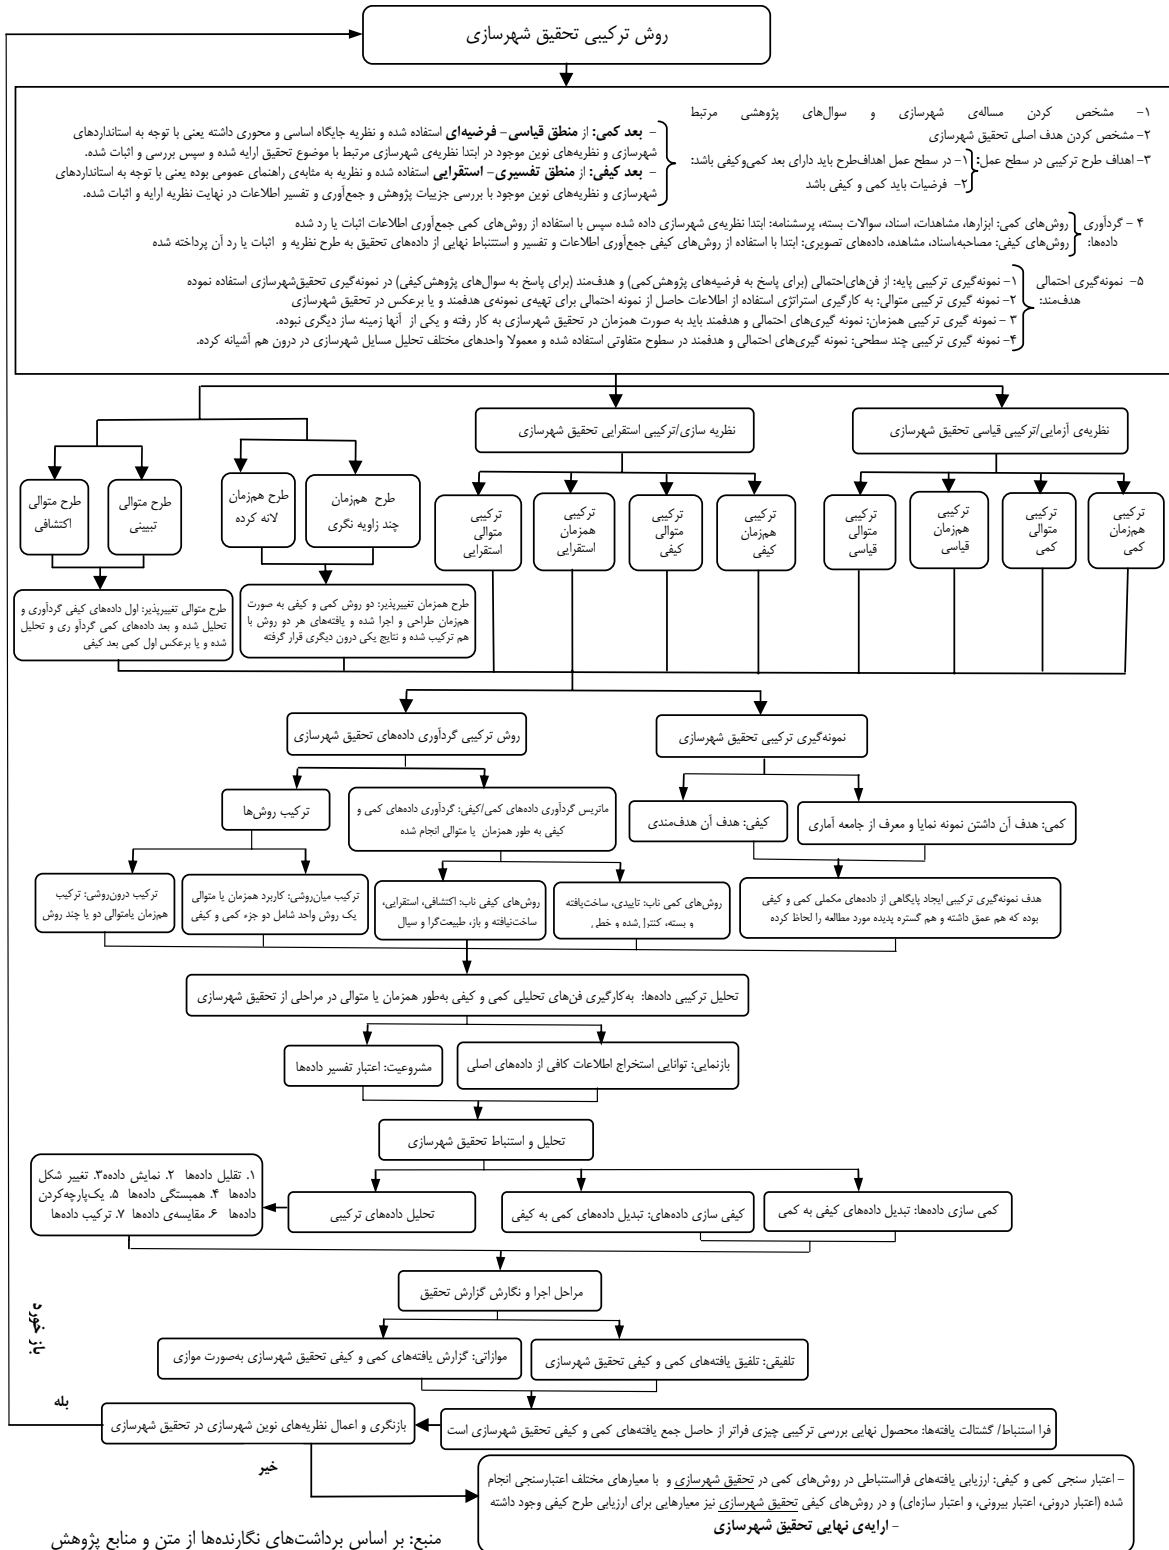 روش ترکیبی تحقیق شهرسازی
۱- مشخص کردن مساله‌ی شهرسازی و سوال‌های پژوهشی مرتبط
۲- مشخص کردن هدف اصلی تحقیق شهرسازی
۳- اهداف طرح ترکیبی در سطح عمل:
۱- در سطح عمل اهداف‌طرح باید دارای بعد کمی‌وکیفی باشد:
۲- فرضیات باید کمی و کیفی باشد
- بعد کمی: از منطق قیاسی- فرضیه‌ای استفاده شده و نظریه جایگاه اساسی و محوری داشته یعنی با توجه به استانداردهای
شهرسازی و نظریه‌های نوین موجود در ابتدا نظریه‌ی شهرسازی مرتبط با موضوع تحقیق ارایه شده و سپس بررسی و اثبات شده.
- بعد کیفی: از منطق تفسیری- استقرایی استفاده شده و نظریه به مثابه‌ی راهنمای عمومی بوده یعنی با توجه به استانداردهای
شهرسازی و نظریه‌های نوین موجود با بررسی جزییات پژوهش و جمع‌آوری و تفسیر اطلاعات در نهایت نظریه ارایه و اثبات شده.
۴ - گردآوری
داده‌ها:
روش‌های کمی: ابزارها، مشاهدات، اسناد، سوالات بسته، پرسشنامه: ابتدا نظریه‌ی شهرسازی داده شده سپس با استفاده از روش‌های کمی جمع‌آوری اطلاعات اثبات یا رد شده
روش‌های کیفی: مصاحبه،اسناد، مشاهده، داده‌های تصویری: ابتدا با استفاده از روش‌های کیفی جمع‌آوری اطلاعات و تفسیر و استتنباط نهایی از داده‌های تحقیق به طرح نظریه و اثبات یا رد آن پرداخته شده
۵- نمونه‌گیری احتمالی
هدف‌مند:
۱- نمونه‌گیری ترکیبی پایه: از فن‌های‌احتمالی (برای پاسخ به فرضیه‌های پژوهش‌کمی) و هدف‌مند (برای پاسخ به سوال‌های پژوهش‌کیفی) در نمونه‌گیری تحقیق‌شهرسازی استفاده نموده
۲- نمونه گیری ترکیبی متوالی: به کارگیری استراتژی استفاده از اطلاعات حاصل از نمونه احتمالی برای تهیه‌ی نمونه‌ی هدفمند و یا برعکس در تحقیق شهرسازی
۳ - نمونه گیری ترکیبی همزمان: نمونه گیری‌های احتمالی و هدفمند باید به صورت همزمان در تحقیق شهرسازی به کار رفته و یکی از آنها زمینه ساز دیگری نبوده.
۴- نمونه گیری ترکیبی چند سطحی: نمونه گیری‌های احتمالی و هدفمند در سطوح متفاوتی استفاده شده و معمولا واحدهای مختلف تحلیل مسایل شهرسازی در درون هم آشیانه کرده.
نظریه‌ی آزمایی/ترکیبی قیاسی تحقیق شهرسازی
نظریه سازی/ترکیبی استقرایی تحقیق شهرسازی
ترکیبی
هم‌زمان
کمی
ترکیبی
متوالی
کمی
ترکیبی
هم‌زمان
قیاسی
ترکیبی
متوالی
قیاسی
ترکیبی
هم‌زمان
کیفی
ترکیبی
متوالی
کیفی
ترکیبی
همزمان
استقرایی
ترکیبی
متوالی
استقرایی
طرح هم‌زمان
چند زاویه نگری
طرح هم‌زمان
لانه کرده
طرح متوالی
تبیینی
طرح متوالی
اکتشافی
طرح همزمان تغییرپذیر: دو روش کمی و کیفی به صورت
هم‌زمان طراحی و اجرا شده و یافته‌های هر دو روش با
هم ترکیب شده و نتایج یکی درون دیگری قرار گرفته
طرح متوالی تغییرپذیر: اول داده‌های کیفی گردآوری و
تحلیل شده و بعد داده‌های کمی گردآو ری و تحلیل
شده و یا برعکس اول کمی بعد کیفی
نمونه‌گیری ترکیبی تحقیق شهرسازی
روش ترکیبی گردآوری داده‌های تحقیق شهرسازی
کمی: هدف آن داشتن نمونه نمایا و معرف از جامعه آماری
کیفی: هدف آن هدف‌مندی
ماتریس گردآوری داده‌های کمی/کیفی: گردآوری داده‌های کمی و
کیفی به طور همزمان یا متوالی انجام شده
ترکیب روش‌ها
هدف نمونه‌گیری ترکیبی ایجاد پایگاهی از داده‌های مکملی کمی و کیفی
بوده که هم عمق داشته و هم گستره پدیده مورد مطالعه را لحاظ کرده
روش‌های کمی ناب: تاییدی، ساخت‌یافته
و بسته، کنترل‌شده و خطی
روش‌های کیفی ناب: اکتشافی، استقرایی،
ساخت‌نیافته و باز، طبیعت‌گرا و سیال
ترکیب میان‌روشی: کاربرد همزمان یا متوالی
یک روش واحد شامل دو جزء کمی و کیفی
ترکیب درون‌روشی: ترکیب
هم‌زمان یامتوالی دو یا چند روش
تحلیل ترکیبی داده‌ها: به‌کارگیری فن‌های تحلیلی کمی و کیفی به‌طور همزمان یا متوالی در مراحلی از تحقیق شهرسازی
بازنمایی: توانایی استخراج اطلاعات کافی از داده‌های اصلی
مشروعیت: اعتبار تفسیر داده‌ها
تحلیل و استنباط تحقیق شهرسازی
کمی سازی داده‌ها: تبدیل داده‌های کیفی به کمی
کیفی سازی داده‌های: تبدیل داده‌های کمی به کیفی
تحلیل داده‌های ترکیبی
۱. تقلیل داده‌ها ۲. نمایش داده‌ه۳. تغییر شکل
داده‌ها ۴. همبستگی داده‌ها ۵. یک‌پارچه‌کردن
داده‌ها ۶. مقایسه‌ی داده‌ها ۷. ترکیب داده‌ها
مراحل اجرا و نگارش گزارش تحقیق
تلفیقی: تلفیق یافته‌های کمی و کیفی تحقیق شهرسازی
موازاتی: گزارش یافته‌های کمی و کیفی تحقیق شهرسازی به‌صورت موازی
باز خورد
بله
فرا استنباط/ گشتالت یافته‌ها: محصول نهایی بررسی ترکیبی چیزی فراتر از حاصل جمع یافته‌های کمی و کیفی تحقیق شهرسازی است
بازنگری و اعمال نظریه‌های نوین شهرسازی در تحقیق شهرسازی
خیر
- اعتبار سنجی کمی و کیفی: ارزیابی یافته‌های فرااستنباطی در روش‌های کمی در تحقیق شهرسازی و با معیارهای مختلف اعتبارسنجی انجام
شده (اعتبار درونی، اعتبار بیرونی، و اعتبار سازه‌ای) و در روش‌های کیفی تحقیق شهرسازی نیز معیارهایی برای ارزیابی طرح کیفی وجود داشته
- ارایه‌ی نهایی تحقیق شهرسازی
منبع: بر اساس برداشت‌های نگارنده‌ها از متن و منابع پژوهش